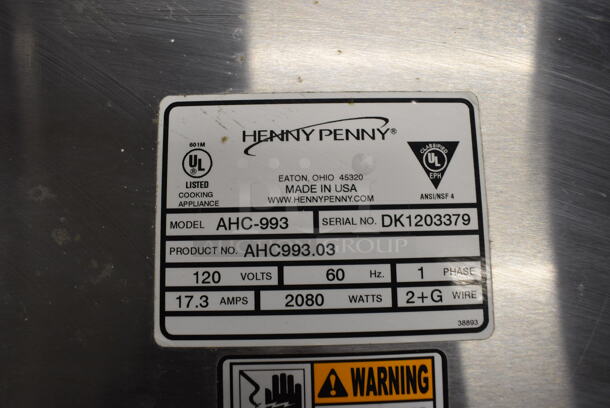 HENNY PENNY®
601M
UL
LISTED
COOKING
APPLIANCE
EATON, OHIO 45320
MADE IN USA
WWW.HENNYPENNY.COM
CLASSIFIED
UL
EPH
ANSI/NSF 4
MODEL AHC-993 SERIAL NO. DK1203379
PRODUCT NO. AHC993.03
120 VOLTS 60 Hz. 1 PHASE
17.3 AMPS 2080 WATTS 2+G WIRE
38893
WARNING